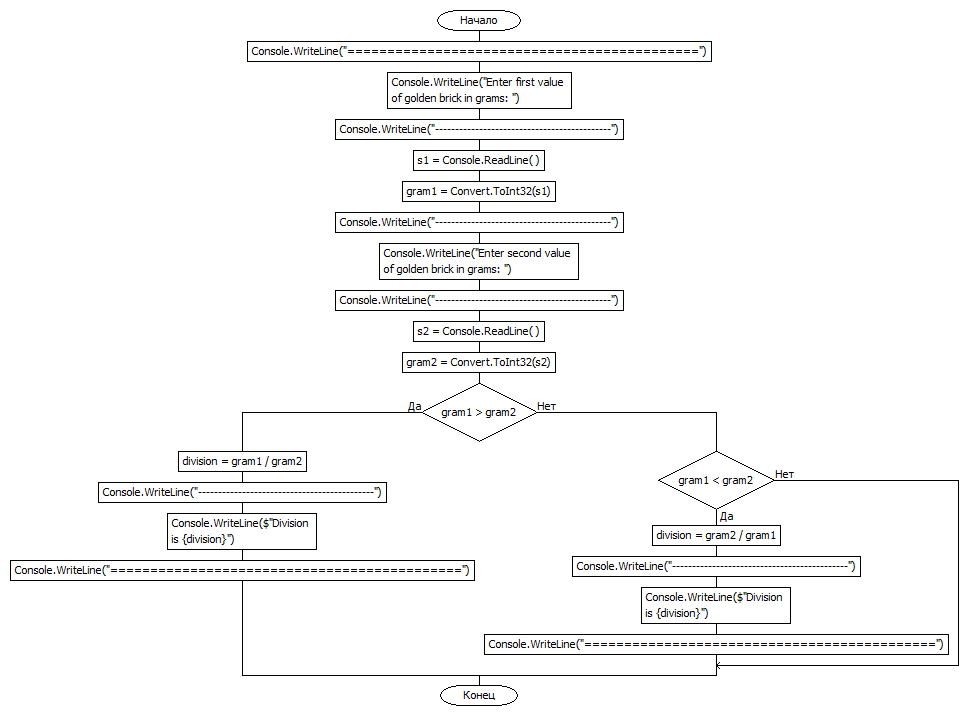 Начало
Console.WriteLine("============================================")
Console.WriteLine("Enter first value
of golden brick in grams: ")
Console.WriteLine("--------------------------------------------")
s1 = Console.ReadLine( )
gram1 = Convert.ToInt32(s1)
Console.WriteLine("--------------------------------------------")
Console.WriteLine("Enter second value
of golden brick in grams: ")
Console.WriteLine("--------------------------------------------")
s2 = Console.ReadLine( )
gram2 = Convert.ToInt32(s2)
Да
gram1 > gram2
Нет
division = gram1 / gram2
Console.WriteLine("--------------------------------------------")
Console.WriteLine($"Division
is {division}")
Console.WriteLine("============================================")
gram1 < gram2
Нет
Да
division = gram2 / gram1
Console.WriteLine("--------------------------------------------")
Console.WriteLine($"Division
is {division}")
Console.WriteLine("============================================")
Конец